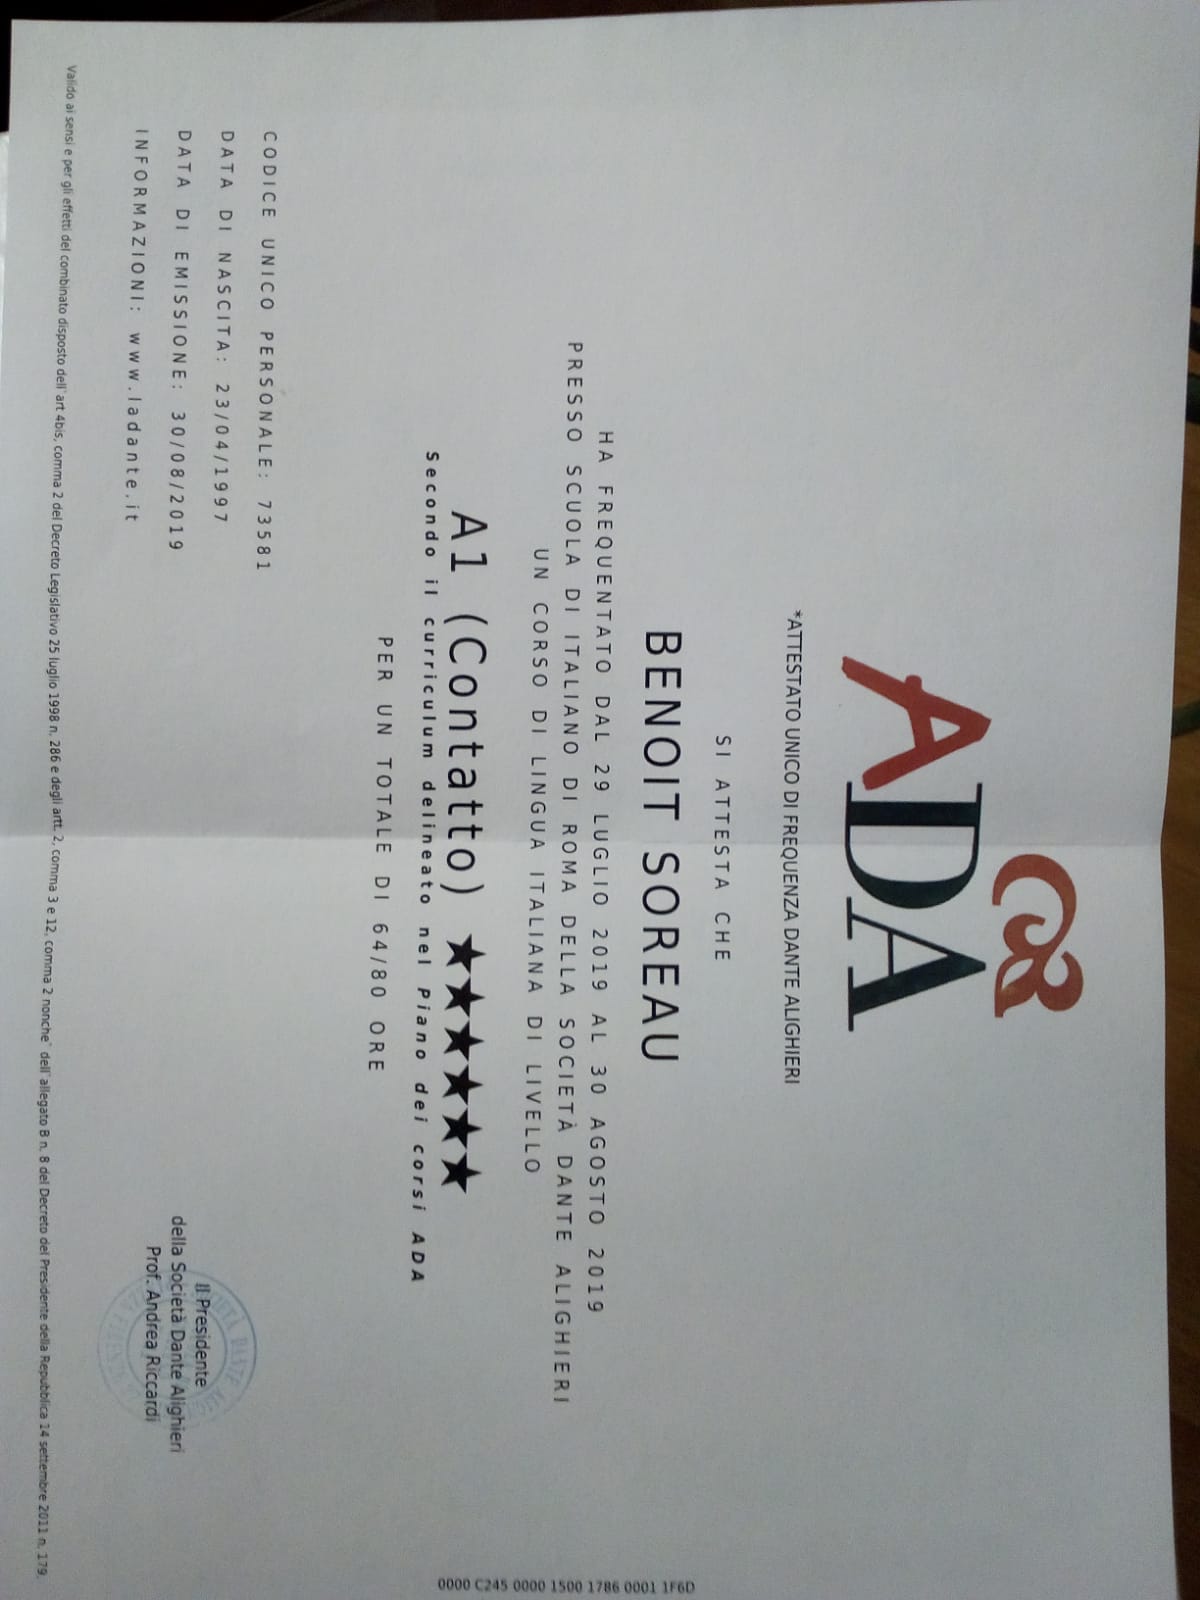 ADA
*ATTESTATO UNICO DI FREQUENZA DANTE ALIGHIERI
SI ATTESTA CHE
BENOIT SOREAU
HA FREQUENTATO DAL 29 LUGLIO 2019 AL 30 AGOSTO 2019
PRESSO SCUOLA DI ITALIANO DI ROMA DELLA SOCIETÀ DANTE ALIGHIERI
UN CORSO DI LINGUA ITALIANA DI LIVELLO
A1 (Contatto) ★★★★★★
Secondo il curriculum delineato nel Piano dei corsi ADA
PER UN TOTALE DI 64/80 ORE
CODICE UNICO PERSONALE: 73581
DATA DI NASCITA: 23/04/1997
DATA DI EMISSIONE: 30/08/2019
INFORMAZIONI: www.ladante.it
Il Presidente
della Società Dante Alighieri
Prof. Andrea Riccardi
Valido ai sensi e per gli effetti del combinato disposto dell`art 4bis, comma 2 del Decreto Legislativo 25 luglio 1998 n. 286 e degli artt. 2, comma 3 e 12, comma 2 nonche` dell`allegato B n. 8 del Decreto del Presidente della Repubblica 14 settembre 2011 n. 179.
0000 C245 0000 1500 1786 0001 1F6D